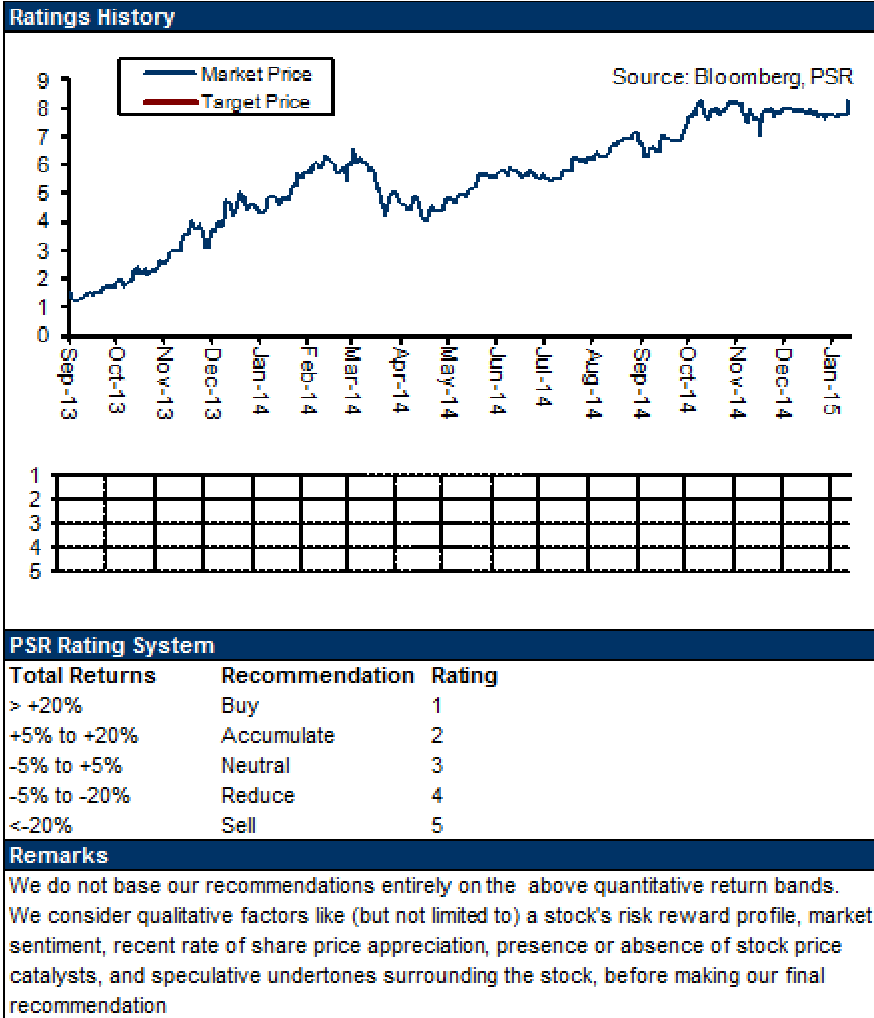 Ratings History
Market Price
Target Price
Source: Bloomberg, PSR
9
8
7
6
5
4
3
2
1
0
Sep-13
Oct-13
Nov-13
Dec-13
Jan-14
Feb-14
Mar-14
Apr-14
May-14
Jun-14
Jul-14
Aug-14
Sep-14
Oct-14
Nov-14
Dec-14
Jan-15
1
2
3
4
5
PSR Rating System
Total Returns Recommendation Rating
> +20% Buy 1
+5% to +20% Accumulate 2
-5% to +5% Neutral 3
-5% to -20% Reduce 4
<-20% Sell 5
Remarks
We do not base our recommendations entirely on the above quantitative return bands.
We consider qualitative factors like (but not limited to) a stock's risk reward profile, market
sentiment, recent rate of share price appreciation, presence or absence of stock price
catalysts, and speculative undertones surrounding the stock, before making our final
recommendation